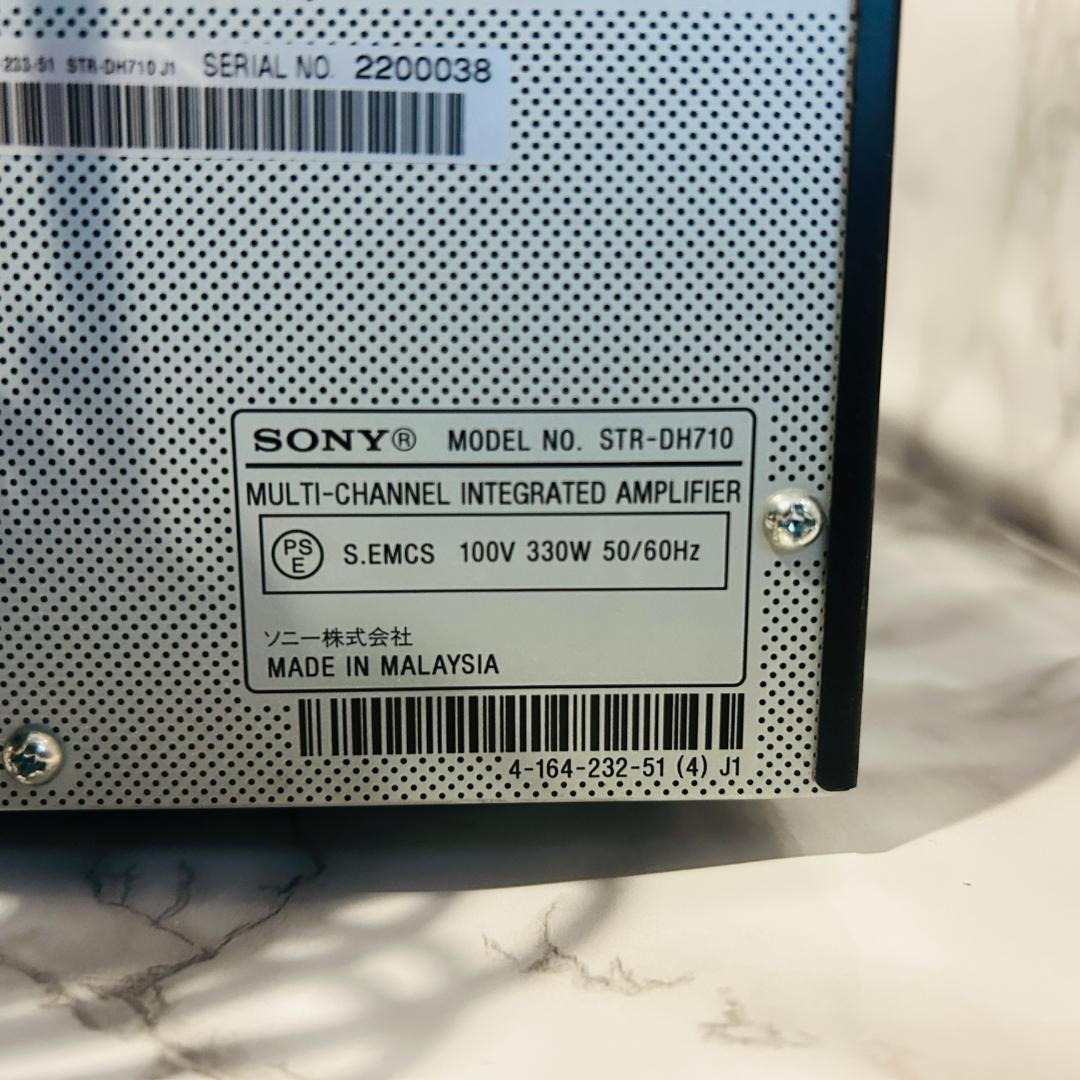 -233-51 STR-DH710 J1 SERIAL NO. 2200038
SONY® MODEL NO. STR-DH710
MULTI-CHANNEL INTEGRATED AMPLIFIER
PSE S.EMCS 100V 330W 50/60Hz
ソニー株式会社
MADE IN MALAYSIA
4-164-232-51 (4) J1